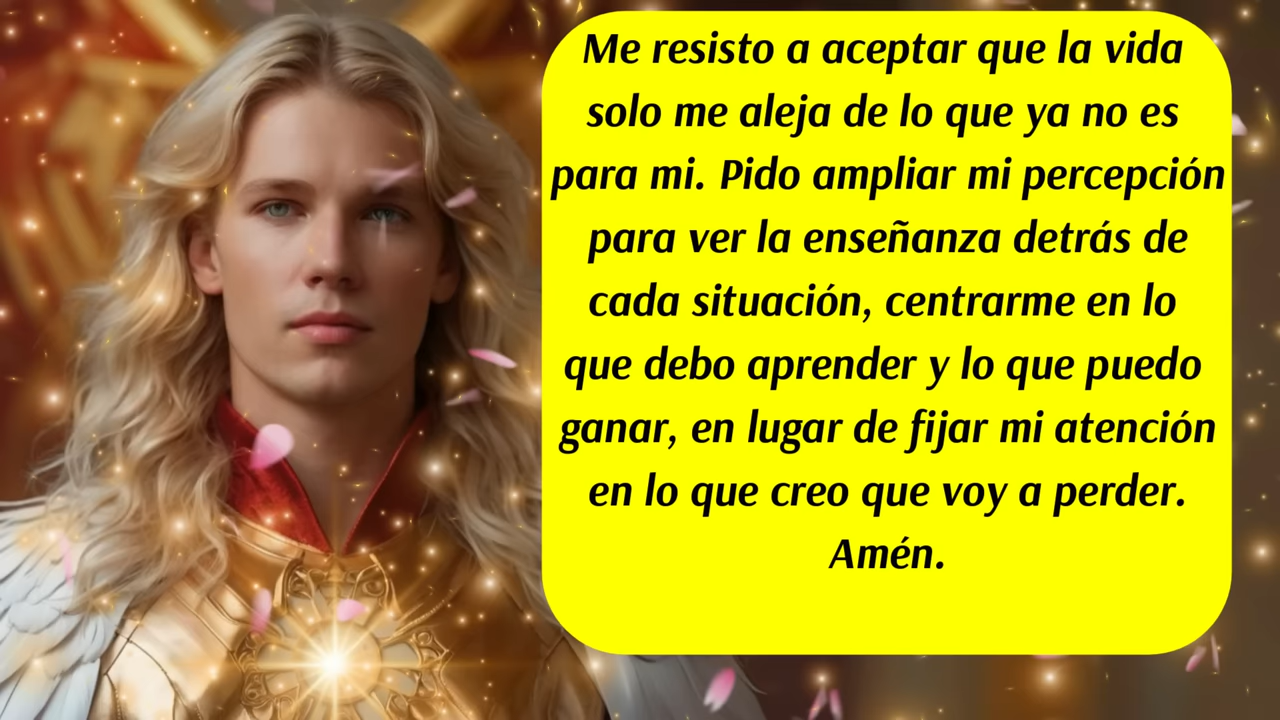 Me resisto a aceptar que la vida
solo me aleja de lo que ya no es
para mi. Pido ampliar mi percepción
para ver la enseñanza detrás de
cada situación, centrarme en lo
que debo aprender y lo que puedo
ganar, en lugar de fijar mi atención
en lo que creo que voy a perder.
Amén.